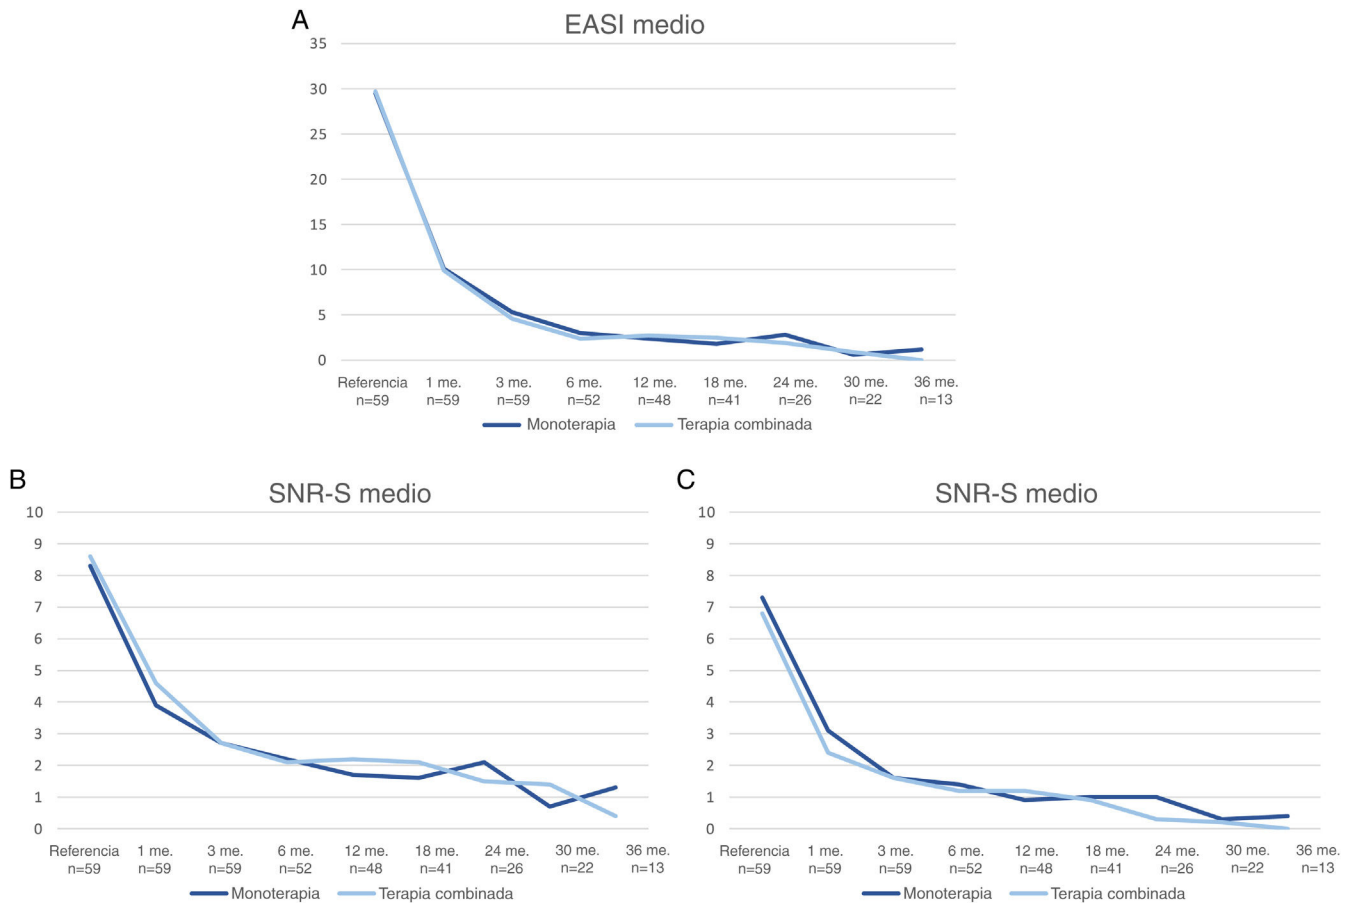 A
EASI medio
35
30
25
20
15
10
5
0
Referencia 1 me. 3 me. 6 me. 12 me. 18 me. 24 me. 30 me. 36 me.
n=59 n=59 n=59 n=52 n=48 n=41 n=26 n=22 n=13
Monoterapia Terapia combinada
B
SNR-S medio
10
9
8
7
6
5
4
3
2
1
0
Referencia 1 me. 3 me. 6 me. 12 me. 18 me. 24 me. 30 me. 36 me.
n=59 n=59 n=59 n=52 n=48 n=41 n=26 n=22 n=13
Monoterapia Terapia combinada
C
SNR-S medio
10
9
8
7
6
5
4
3
2
1
0
Referencia 1 me. 3 me. 6 me. 12 me. 18 me. 24 me. 30 me. 36 me.
n=59 n=59 n=59 n=52 n=48 n=41 n=26 n=22 n=13
Monoterapia Terapia combinada